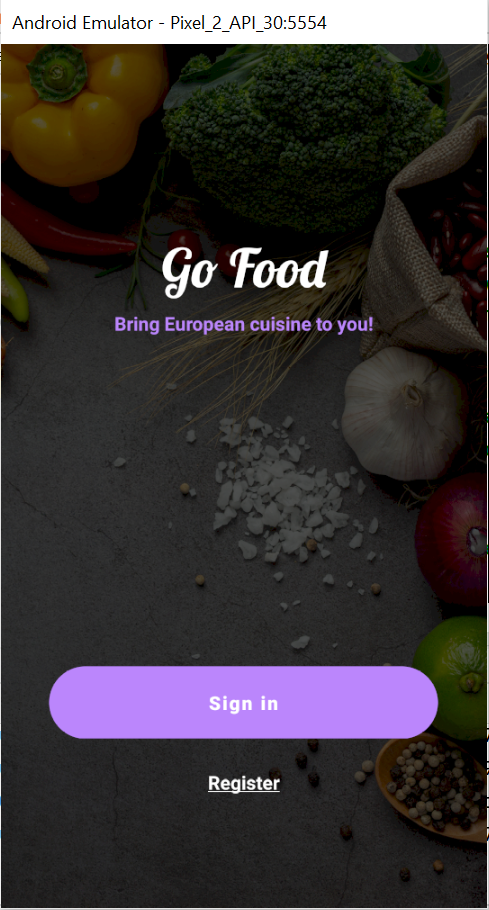 Android Emulator - Pixel_2_API_30:5554
Go Food
Bring European cuisine to you!
Sign in
Register